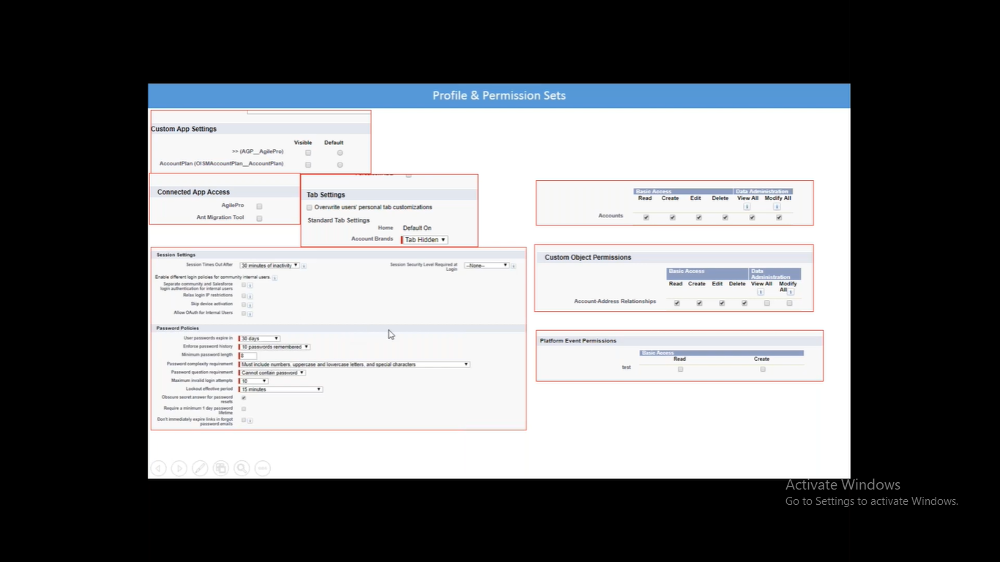 Profile & Permission Sets
Custom App Settings
Visible Default
>> (AGP__AgilePro)
AccountPlan (OISMAccountPlan__AccountPlan)
Connected App Access
AgilePro
Ant Migration Tool
Tab Settings
Overwrite users' personal tab customizations
Standard Tab Settings
Home Default On
Account Brands Tab Hidden
Session Settings
Session Times Out After 30 minutes of inactivity
Session Security Level Required at
Login
--None--
Enable different login policies for community internal users.
Separate community and Salesforce
login authentication for internal users
Relax login IP restrictions
Skip device activation
Allow OAuth for Internal Users
Password Policies
User passwords expire in 30 days
Enforce password history 10 passwords remembered
Minimum password length 8
Password complexity requirement Must include numbers, uppercase and lowercase letters, and special characters
Password question requirement Cannot contain password
Maximum invalid login attempts 10
Lockout effective period 15 minutes
Obscure secret answer for password
resets
Require a minimum 1 day password
lifetime
Don't immediately expire links in forgot
password emails
Basic Access Data Administration
Read Create Edit Delete View All Modify All
Accounts
Custom Object Permissions
Basic Access Data
Administration
Read Create Edit Delete View All Modify
All
Account-Address Relationships
Platform Event Permissions
Basic Access
Read Create
test
Activate Windows
Go to Settings to activate Windows.